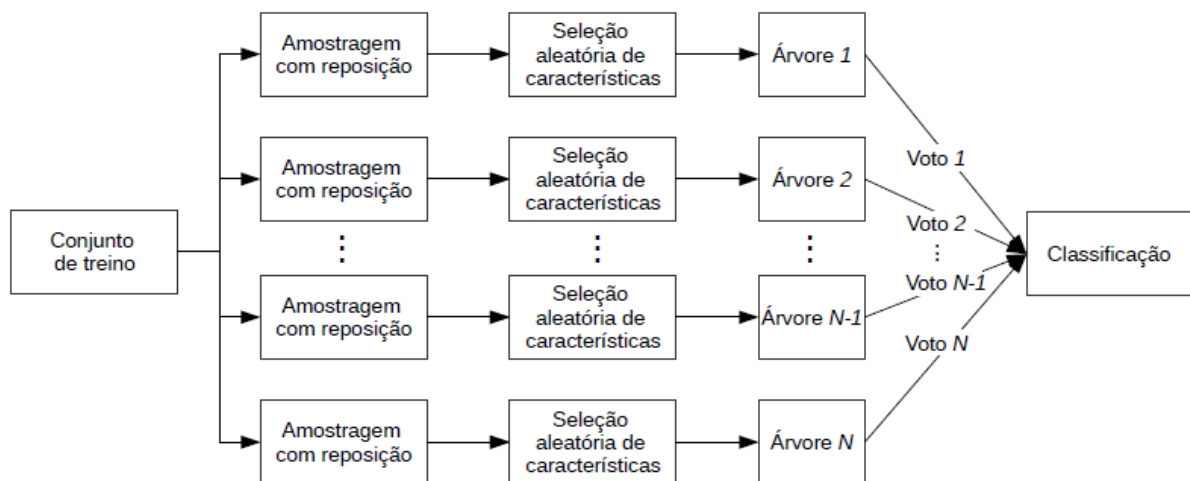 Amostragem
com reposição
Seleção
aleatória de
características
Árvore 1
Voto 1
Amostragem
com reposição
Seleção
aleatória de
características
Árvore 2
Voto 2
Conjunto
de treino
⋮
⋮
⋮
⋮
Classificação
Amostragem
com reposição
Seleção
aleatória de
características
Árvore N-1
Voto N-1
Voto N
Amostragem
com reposição
Seleção
aleatória de
características
Árvore N